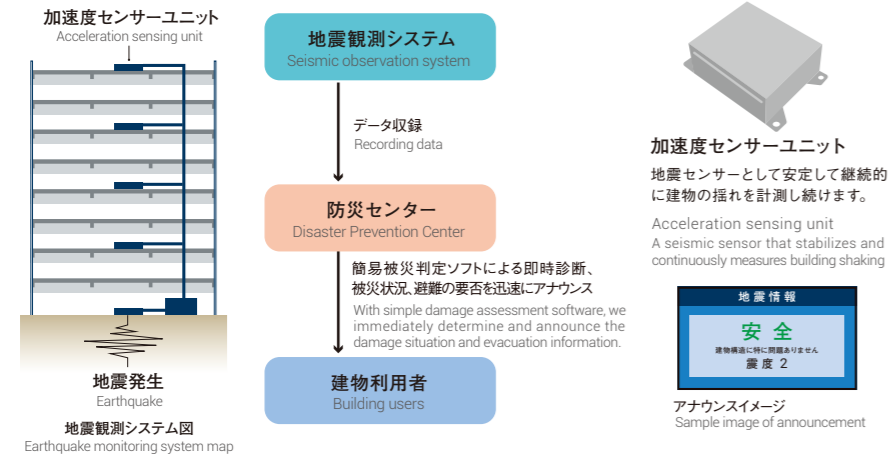 加速度センサーユニット
Acceleration sensing unit
地震発生
Earthquake
地震観測システム図
Earthquake monitoring system map
地震観測システム
Seismic observation system
データ収録
Recording data
防災センター
Disaster Prevention Center
簡易被災判定ソフトによる即時診断、
被災状況、避難の要否を迅速にアナウンス
With simple damage assessment software, we
immediately determine and announce the
damage situation and evacuation information.
建物利用者
Building users
加速度センサーユニット
地震センサーとして安定して継続的
に建物の揺れを計測し続けます。
Acceleration sensing unit
A seismic sensor that stabilizes and
continuously measures building shaking
地震情報
安全
建物構造に特に問題ありません
震度 2
アナウンスイメージ
Sample image of announcement